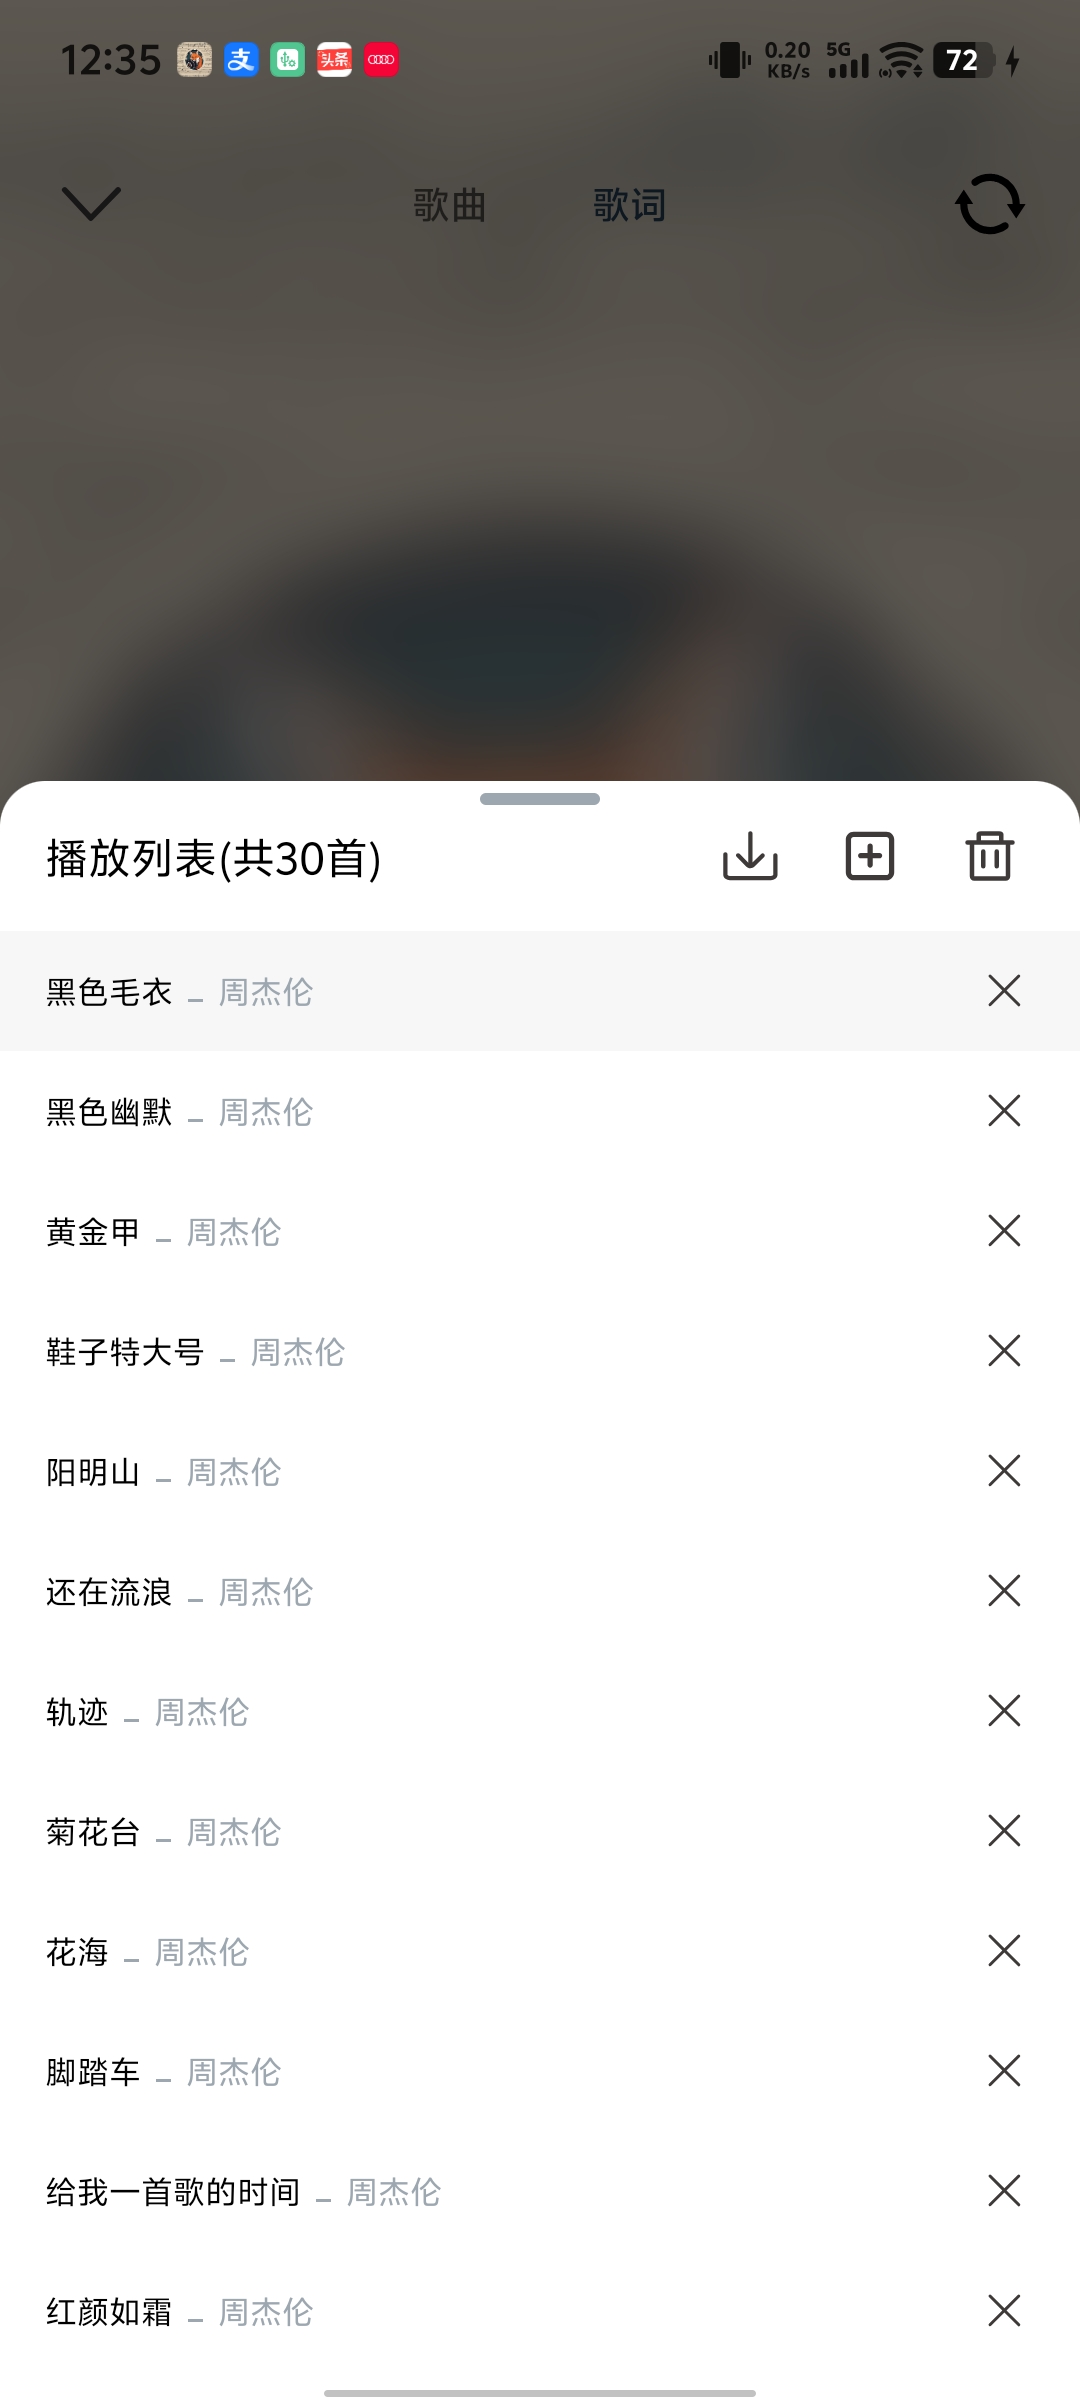 12:35 支 头条 0.20 KB/s 5G 72
歌曲 歌词
播放列表(共30首)
黑色毛衣 - 周杰伦
黑色幽默 - 周杰伦
黄金甲 - 周杰伦
鞋子特大号 - 周杰伦
阳明山 - 周杰伦
还在流浪 - 周杰伦
轨迹 - 周杰伦
菊花台 - 周杰伦
花海 - 周杰伦
脚踏车 - 周杰伦
给我一首歌的时间 - 周杰伦
红颜如霜 - 周杰伦